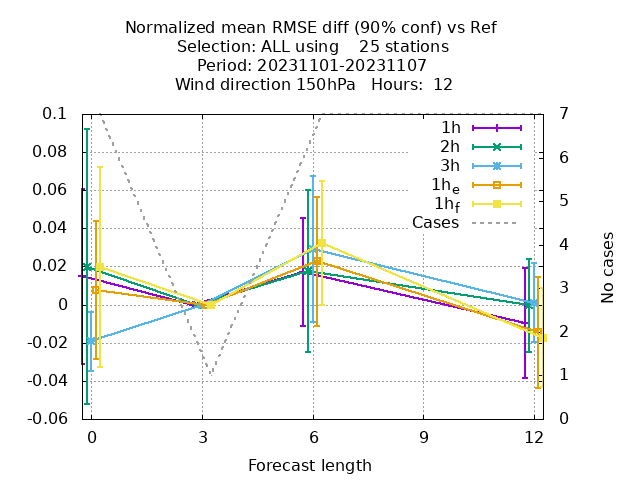 Normalized mean RMSE diff (90% conf) vs Ref
Selection: ALL using    25 stations
Period: 20231101-20231107
Wind direction 150hPa   Hours:  12
0.1
0.08
0.06
0.04
0.02
0
-0.02
-0.04
-0.06
7
6
5
4
3
2
1
0
No cases
1h
2h
3h
1he
1hf
Cases
0 3 6 9 12
Forecast length